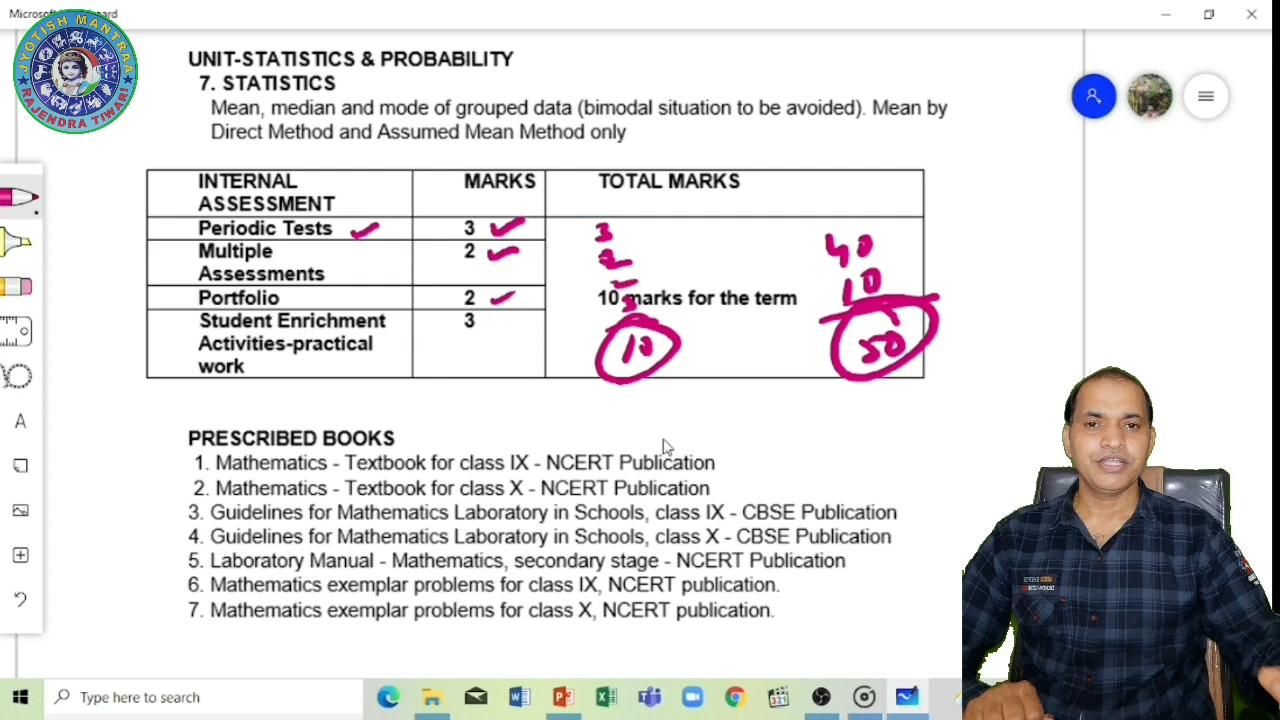 Microsoft Whiteboard
JYOTISH MANTRAA
RAJENDRA TIWARI
UNIT-STATISTICS & PROBABILITY
7. STATISTICS
Mean, median and mode of grouped data (bimodal situation to be avoided). Mean by
Direct Method and Assumed Mean Method only
INTERNAL ASSESSMENT MARKS TOTAL MARKS
Periodic Tests 3
Multiple Assessments 2
Portfolio 2
Student Enrichment Activities-practical work 3
10 marks for the term
3
2
2
3
10
40
10
50
PRESCRIBED BOOKS
1. Mathematics - Textbook for class IX - NCERT Publication
2. Mathematics - Textbook for class X - NCERT Publication
3. Guidelines for Mathematics Laboratory in Schools, class IX - CBSE Publication
4. Guidelines for Mathematics Laboratory in Schools, class X - CBSE Publication
5. Laboratory Manual - Mathematics, secondary stage - NCERT Publication
6. Mathematics exemplar problems for class IX, NCERT publication.
7. Mathematics exemplar problems for class X, NCERT publication.
Type here to search